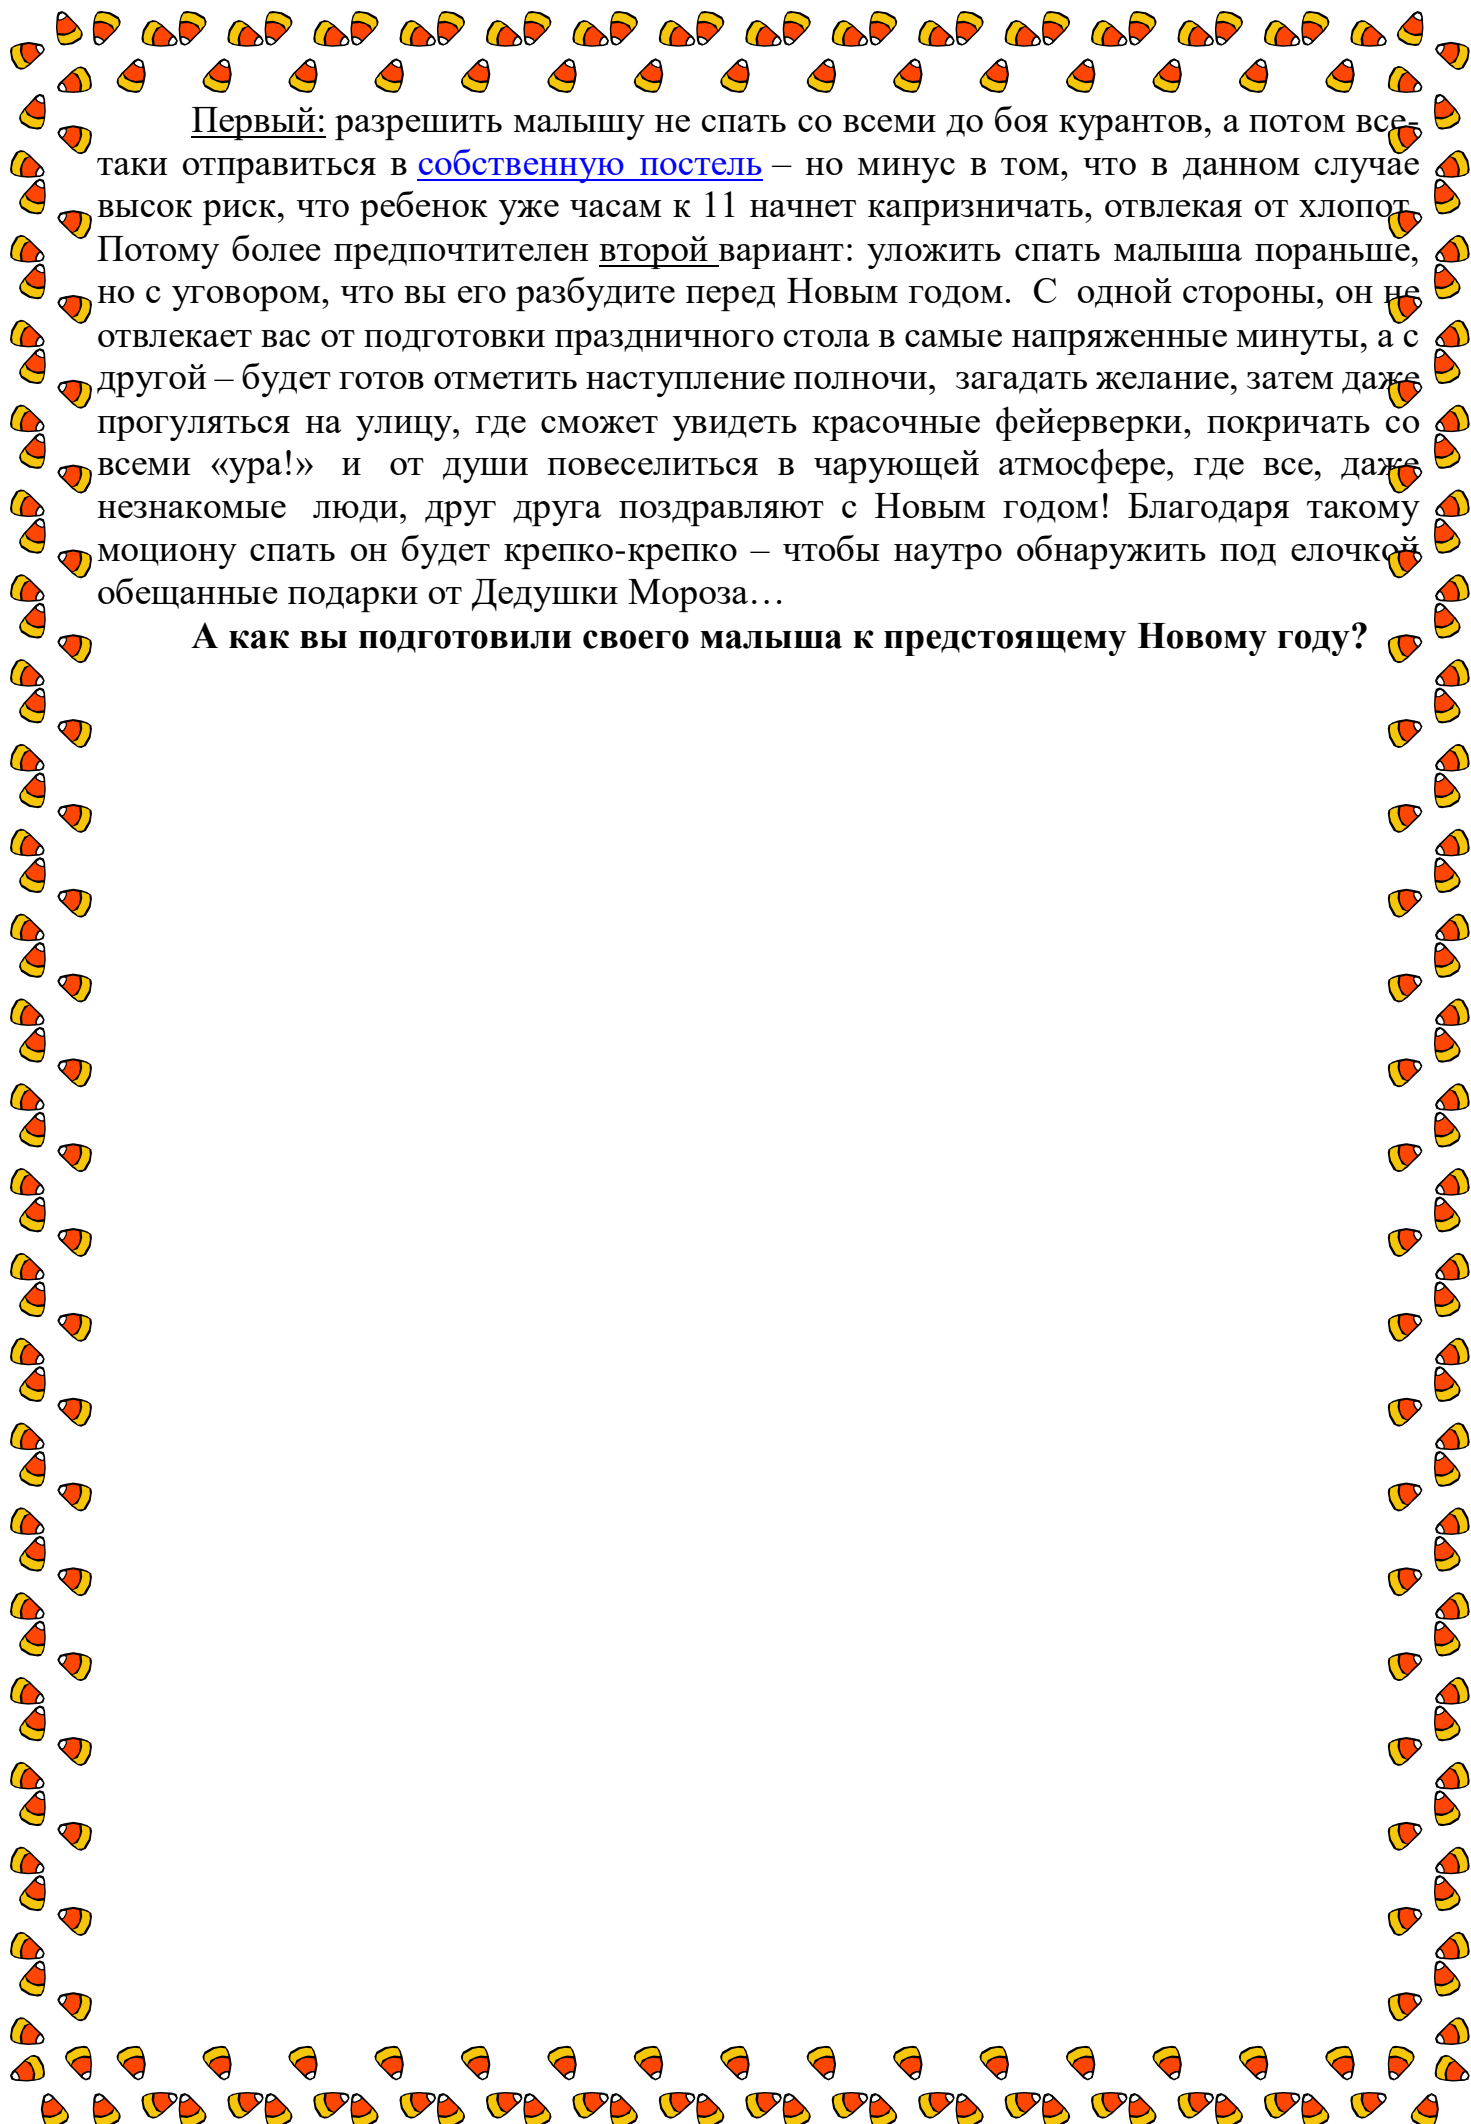 Первый: разрешить малышу не спать со всеми до боя курантов, а потом все-
таки отправиться в собственную постель – но минус в том, что в данном случае
высок риск, что ребенок уже часам к 11 начнет капризничать, отвлекая от хлопот.
Потому более предпочтителен второй вариант: уложить спать малыша пораньше,
но с уговором, что вы его разбудите перед Новым годом. С одной стороны, он не
отвлекает вас от подготовки праздничного стола в самые напряженные минуты, а с
другой – будет готов отметить наступление полночи, загадать желание, затем даже
прогуляться на улицу, где сможет увидеть красочные фейерверки, покричать со
всеми «ура!» и от души повеселиться в чарующей атмосфере, где все, даже
незнакомые люди, друг друга поздравляют с Новым годом! Благодаря такому
моциону спать он будет крепко-крепко – чтобы наутро обнаружить под елочкой
обещанные подарки от Дедушки Мороза…
А как вы подготовили своего малыша к предстоящему Новому году?